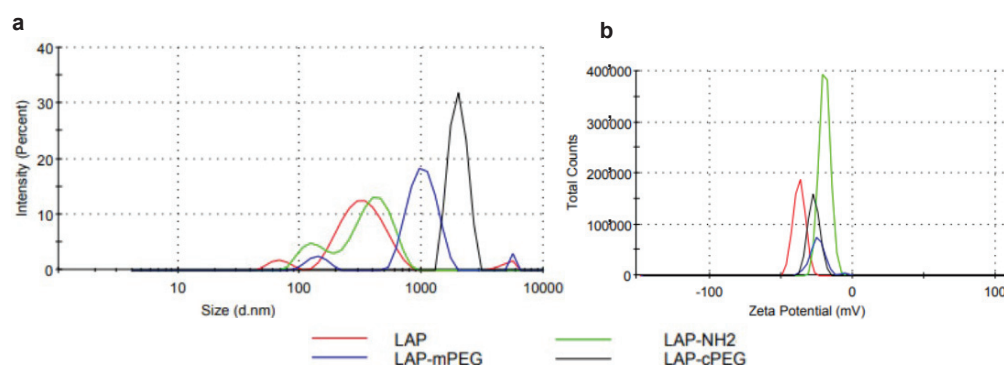 a
b
40
30
20
10
0
Intensity (Percent)
10
100
1000
10000
Size (d.nm)
400000
300000
200000
100000
0
Total Counts
-100
0
100
Zeta Potential (mV)
LAP
LAP-NH2
LAP-mPEG
LAP-cPEG